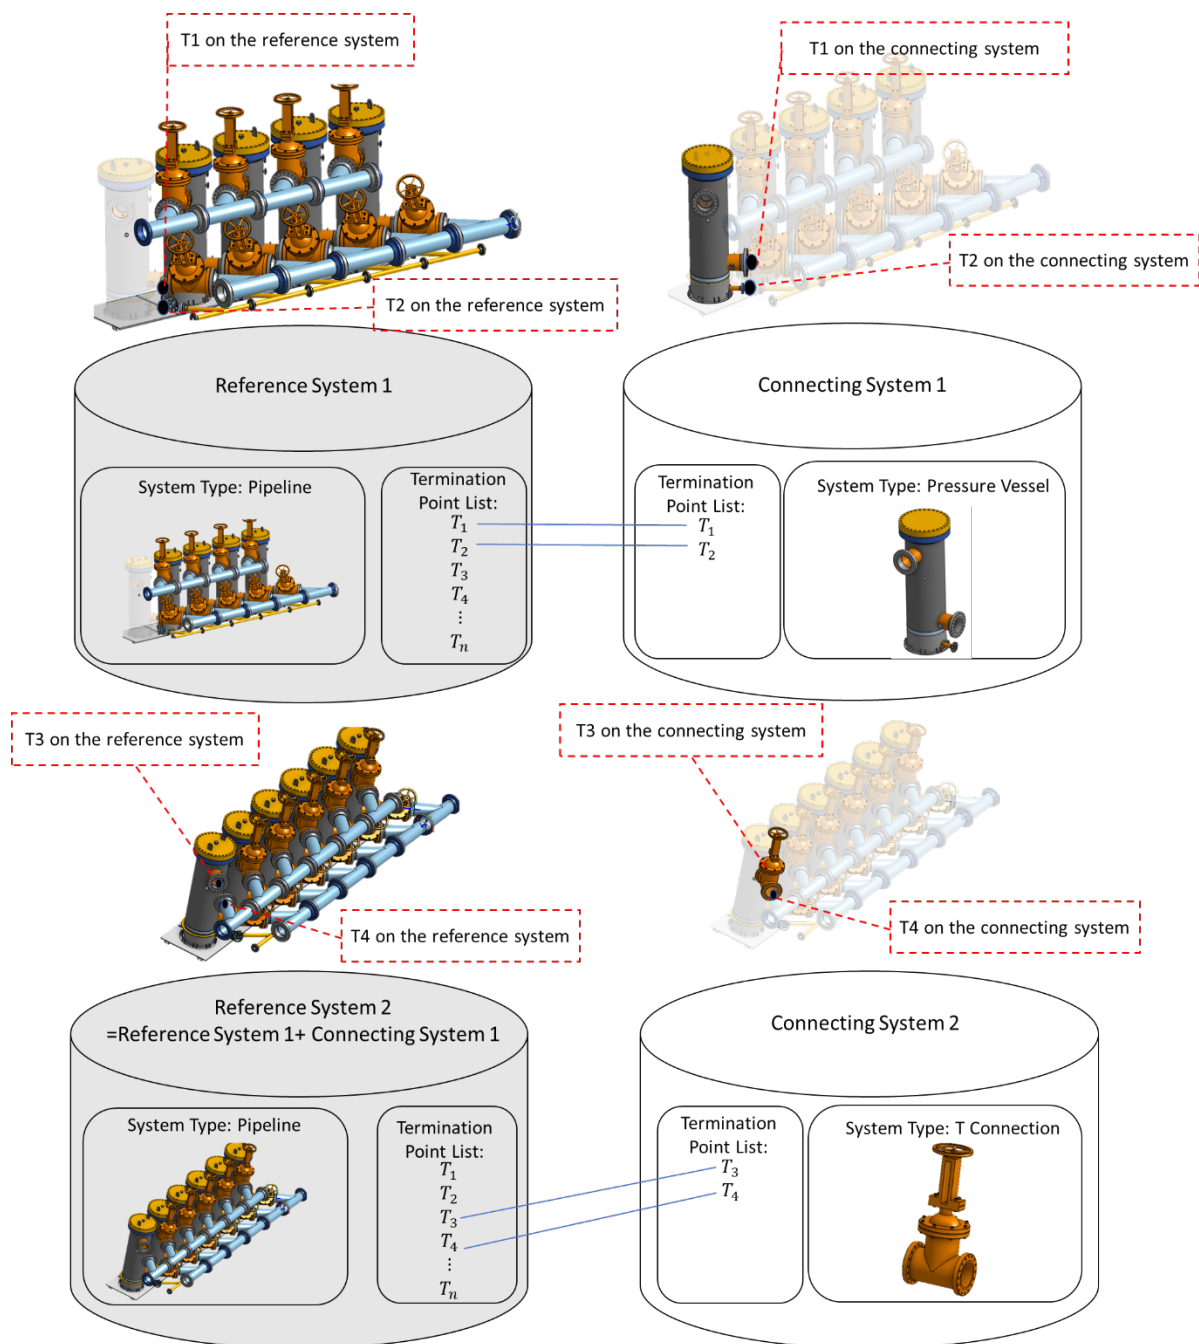 T1 on the reference system
T1 on the connecting system
T2 on the reference system
T2 on the connecting system
Reference System 1
System Type: Pipeline
Termination
Point List:
T₁
T₂
T₃
T₄
⋮
Tₙ
Connecting System 1
Termination
Point List:
T₁
T₂
System Type: Pressure Vessel
T3 on the reference system
T3 on the connecting system
T4 on the reference system
T4 on the connecting system
Reference System 2
=Reference System 1+ Connecting System 1
System Type: Pipeline
Termination
Point List:
T₁
T₂
T₃
T₄
⋮
Tₙ
Connecting System 2
Termination
Point List:
T₃
T₄
System Type: T Connection